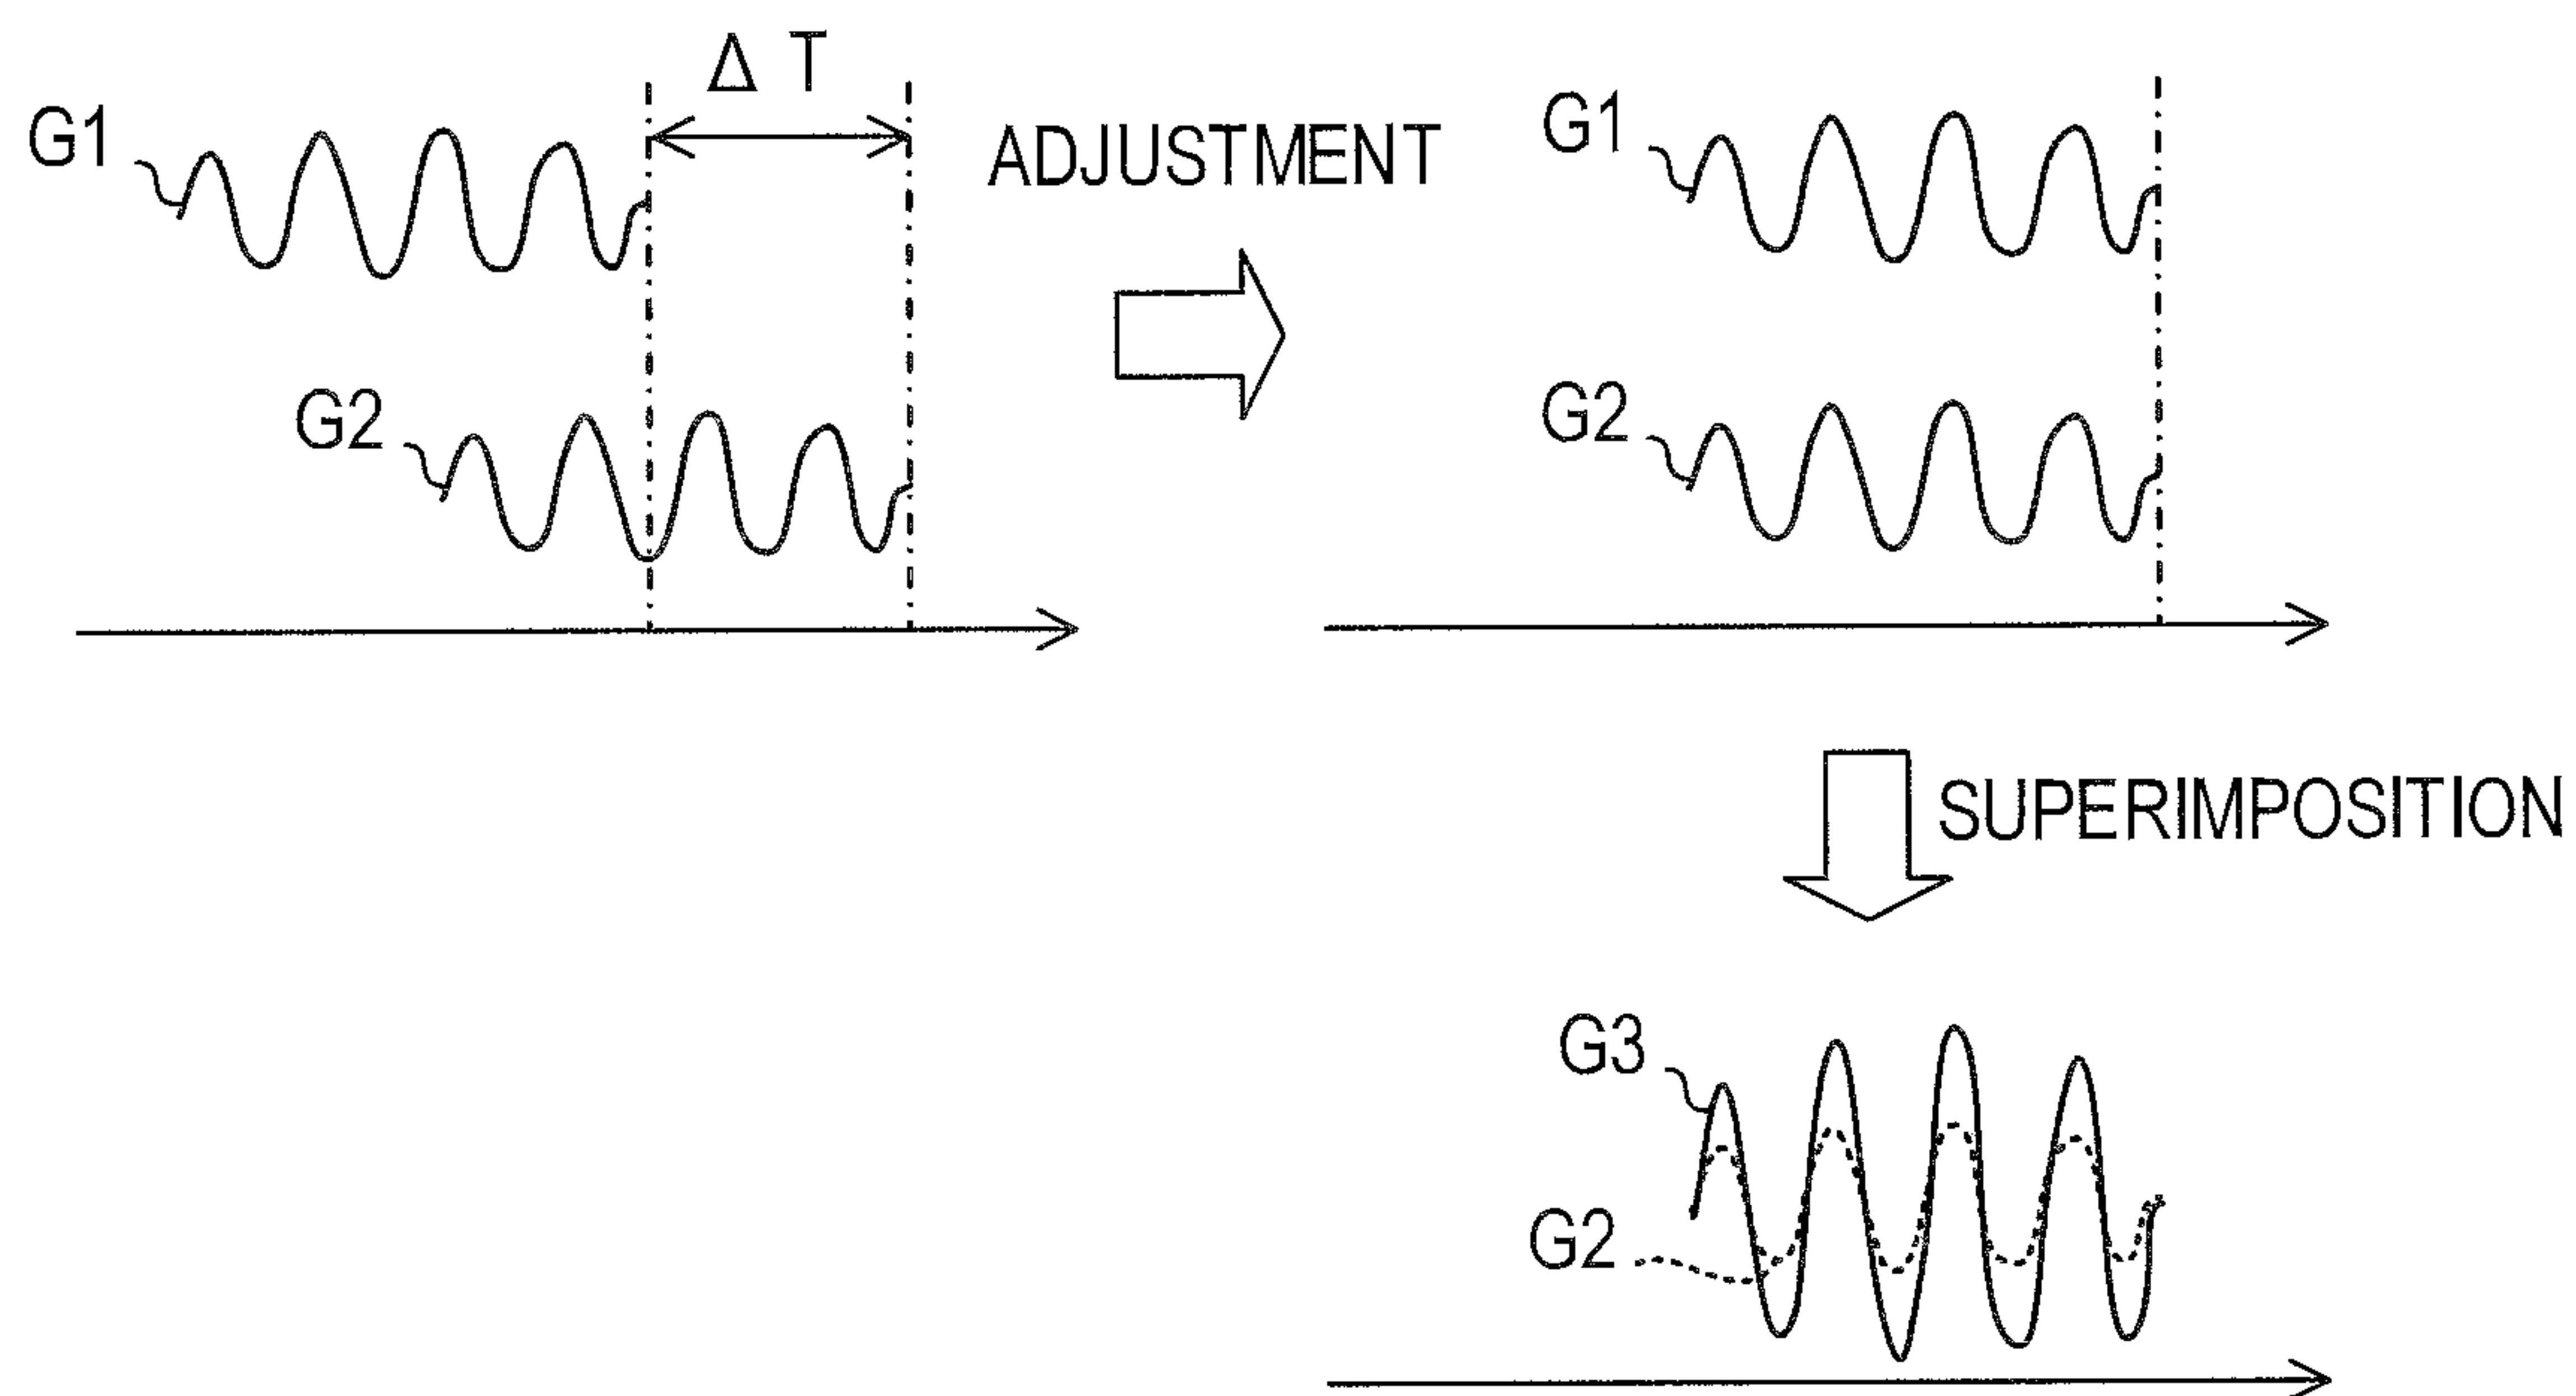 Δ T
G1
ADJUSTMENT
G2
G1
G2
SUPERIMPOSITION
G3
G2